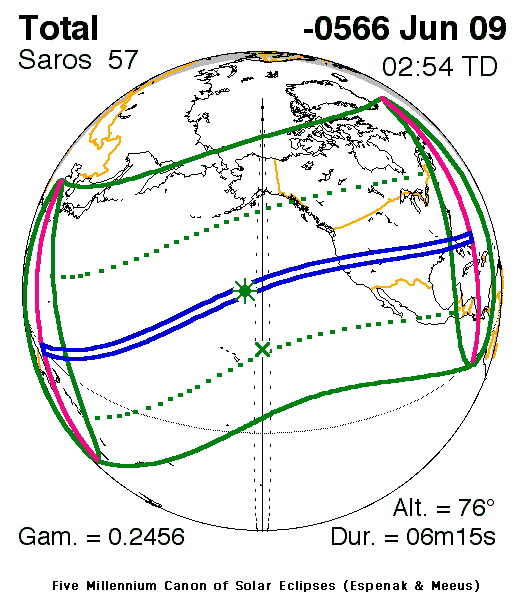 Total -0566 Jun 09
Saros 57 02:54 TD
Alt. = 76°
Gam. = 0.2456 Dur. = 06m15s
Five Millennium Canon of Solar Eclipses (Espenak & Meeus)